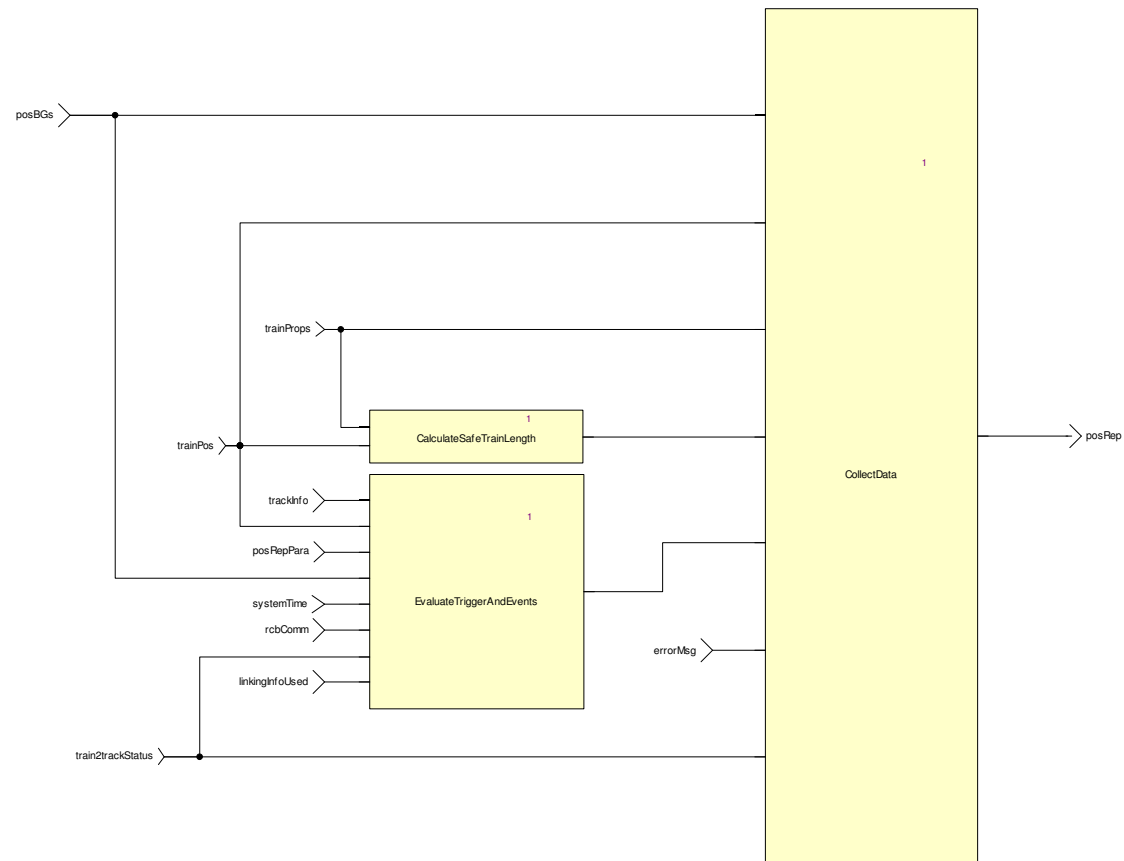 posBGs
1
trainProps
1
CalculateSafeTrainLength
trainPos
posRep
CollectData
trackInfo
1
posRepPara
EvaluateTriggerAndEvents
systemTime
rcbComm
errorMsg
linkingInfoUsed
train2trackStatus